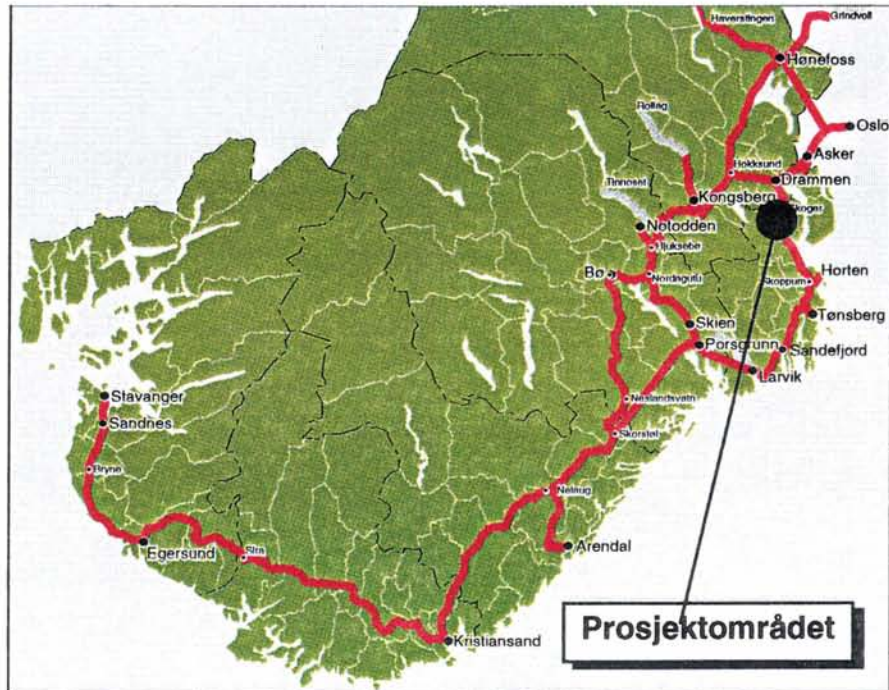 Haverstingen
Grindvoll
Hønefoss
Rollag
Oslo
Asker
Hokksund
Drammen
Tinnoset
Kongsberg
Skoger
Notodden
Hjuksebø
Bø
Nordagutu
Horten
Skoppum
Tønsberg
Skien
Porsgrunn
Sandefjord
Larvik
Stavanger
Neslandsvatn
Sandnes
Skorstøl
Bryne
Nelaug
Egersund
Sira
Arendal
Kristiansand
Prosjektområdet